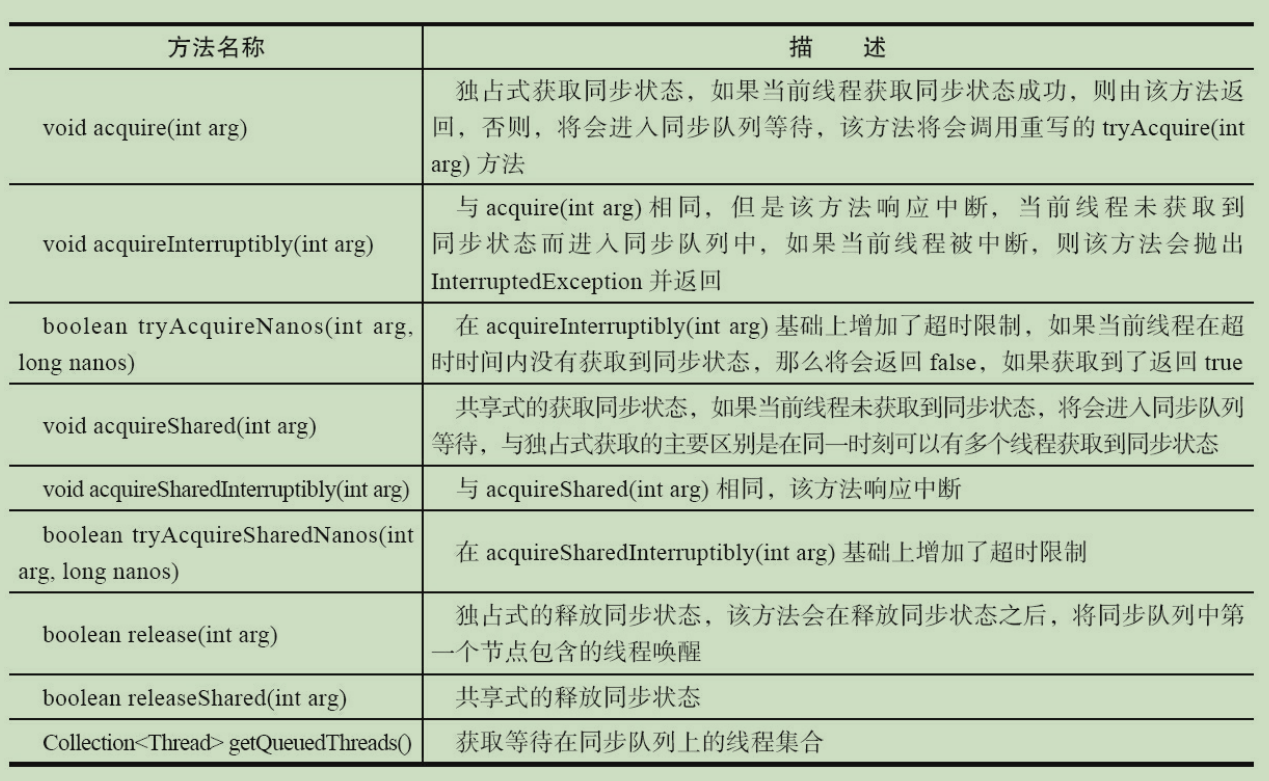 方法名称
描 述
void acquire(int arg)
独占式获取同步状态，如果当前线程获取同步状态成功，则由该方法返
回，否则，将会进入同步队列等待，该方法将会调用重写的 tryAcquire(int
arg) 方法
void acquireInterruptibly(int arg)
与 acquire(int arg) 相同，但是该方法响应中断，当前线程未获取到
同步状态而进入同步队列中，如果当前线程被中断，则该方法会抛出
InterruptedException 并返回
boolean tryAcquireNanos(int arg,
long nanos)
在 acquireInterruptibly(int arg) 基础上增加了超时限制，如果当前线程在超
时时间内没有获取到同步状态，那么将会返回 false，如果获取到了返回 true
void acquireShared(int arg)
共享式的获取同步状态，如果当前线程未获取到同步状态，将会进入同步队列
等待，与独占式获取的主要区别是在同一时刻可以有多个线程获取到同步状态
void acquireSharedInterruptibly(int arg)
与 acquireShared(int arg) 相同，该方法响应中断
boolean tryAcquireSharedNanos(int
arg, long nanos)
在 acquireSharedInterruptibly(int arg) 基础上增加了超时限制
boolean release(int arg)
独占式的释放同步状态，该方法会在释放同步状态之后，将同步队列中第
一个节点包含的线程唤醒
boolean releaseShared(int arg)
共享式的释放同步状态
Collection<Thread> getQueuedThreads()
获取等待在同步队列上的线程集合